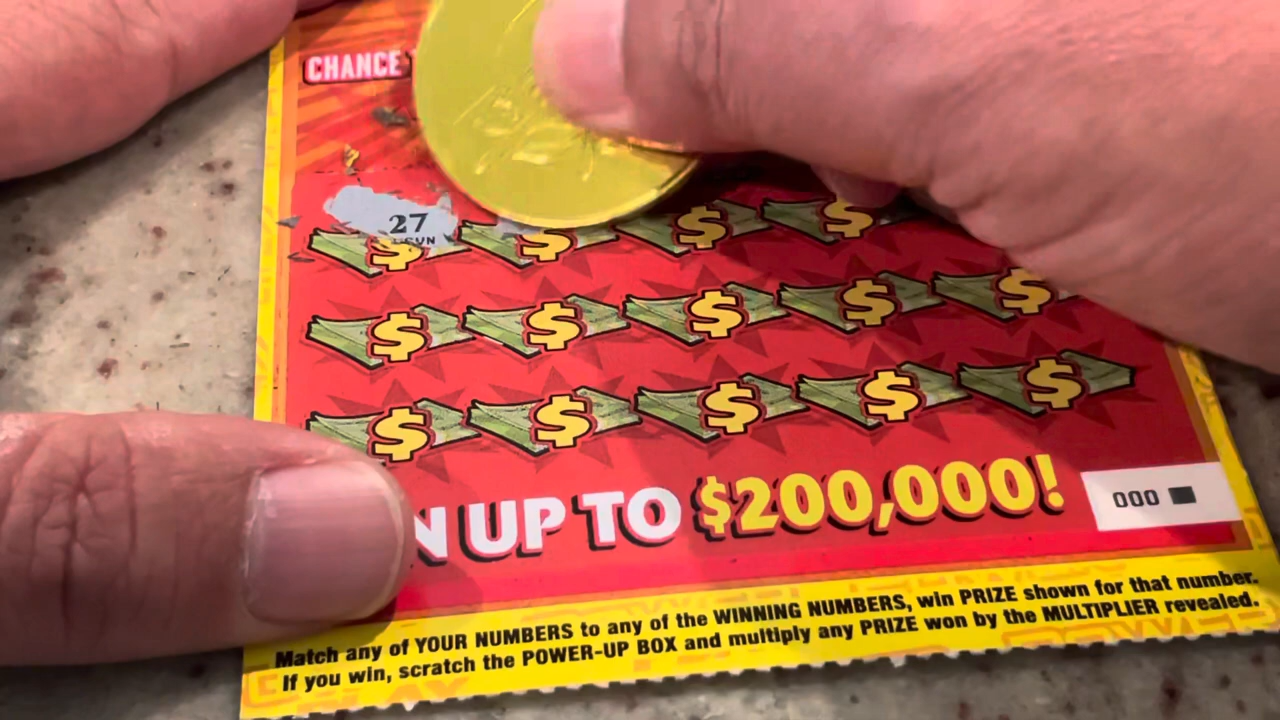 CHANCE
27
N UP TO $200,000!
000
Match any of YOUR NUMBERS to any of the WINNING NUMBERS, win PRIZE shown for that number.
If you win, scratch the POWER-UP BOX and multiply any PRIZE won by the MULTIPLIER revealed.